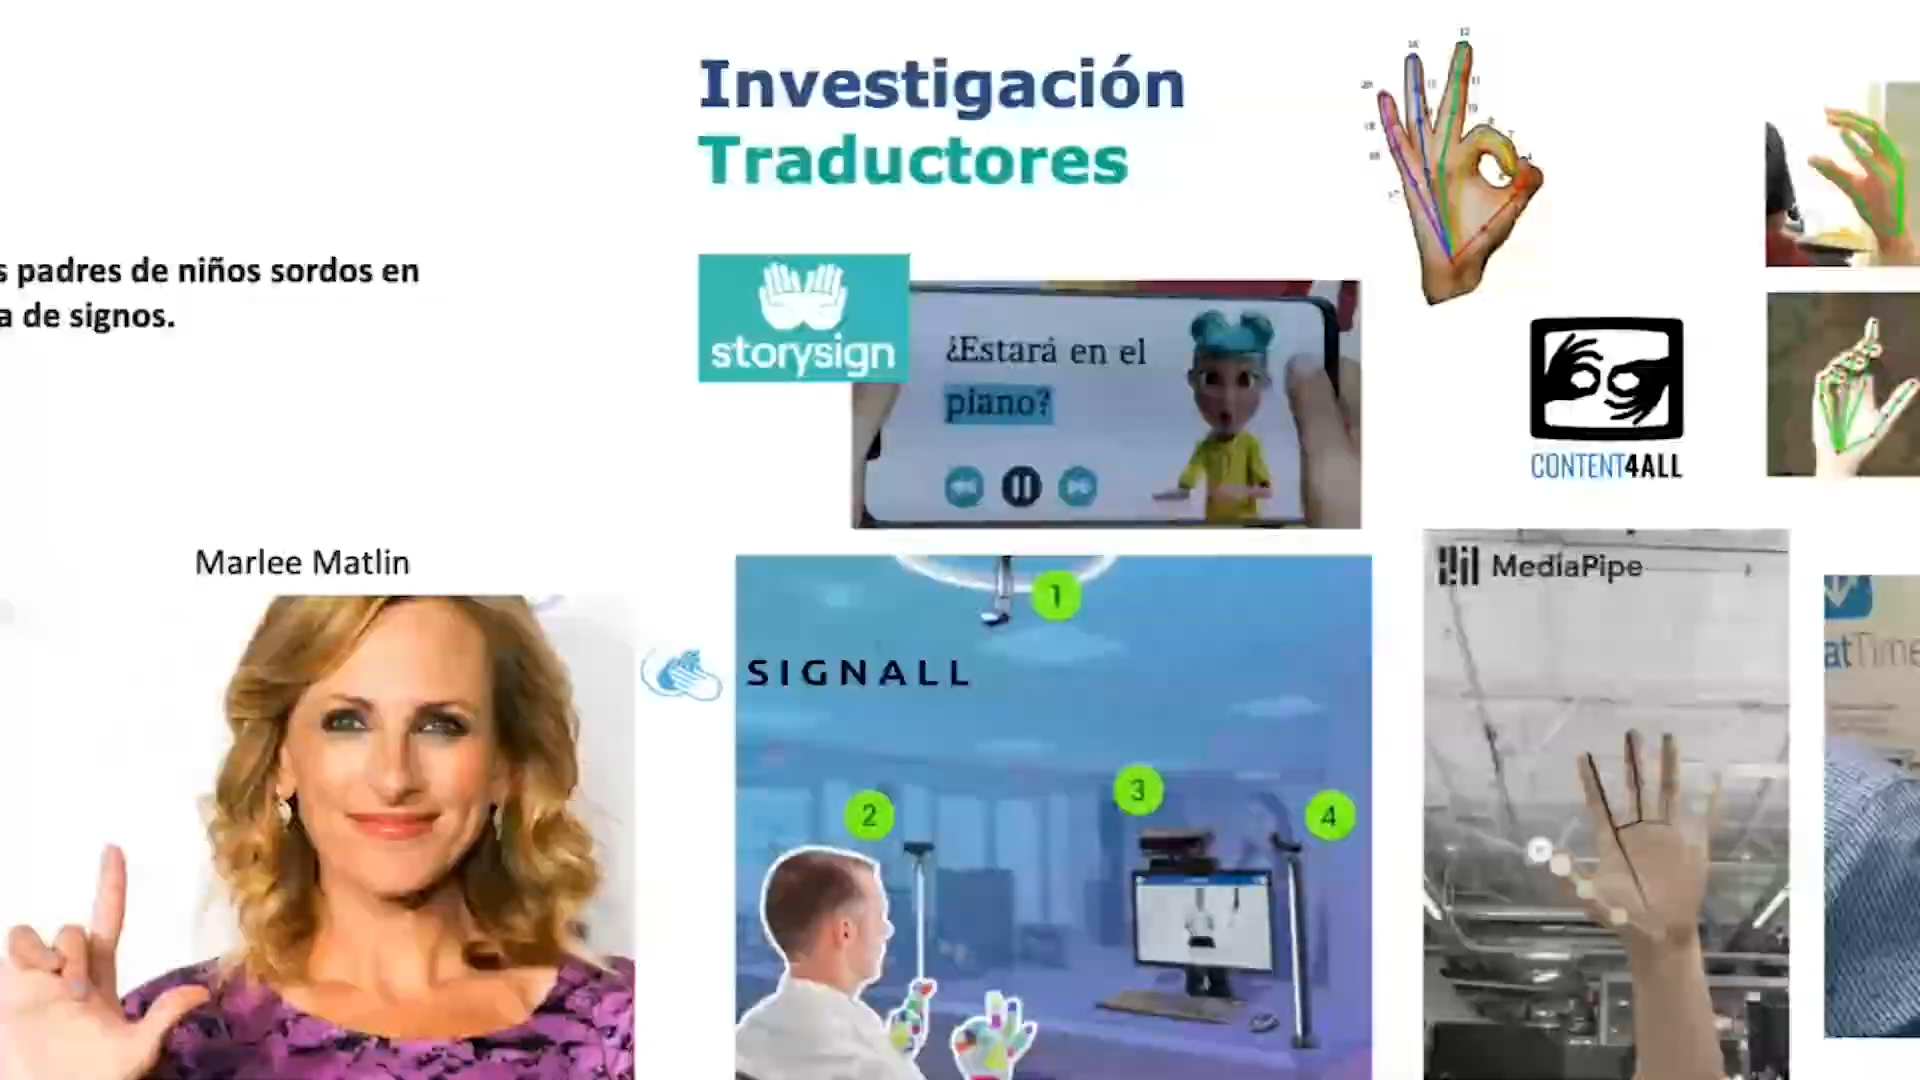 Investigación
Traductores
s padres de niños sordos en
a de signos.
storysign
¿Estará en el
piano?
CONTENT4ALL
Marlee Matlin
MediaPipe
SIGNALL
1
2
3
4
atTime